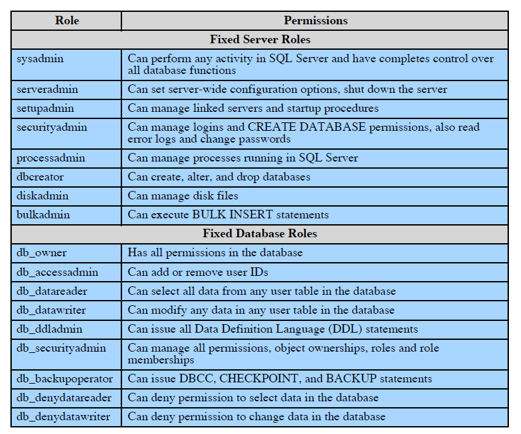 Role Permissions
Fixed Server Roles
sysadmin Can perform any activity in SQL Server and have completes control over
all database functions
serveradmin Can set server-wide configuration options, shut down the server
setupadmin Can manage linked servers and startup procedures
securityadmin Can manage logins and CREATE DATABASE permissions, also read
error logs and change passwords
processadmin Can manage processes running in SQL Server
dbcreator Can create, alter, and drop databases
diskadmin Can manage disk files
bulkadmin Can execute BULK INSERT statements
Fixed Database Roles
db_owner Has all permissions in the database
db_accessadmin Can add or remove user IDs
db_datareader Can select all data from any user table in the database
db_datawriter Can modify any data in any user table in the database
db_ddladmin Can issue all Data Definition Language (DDL) statements
db_securityadmin Can manage all permissions, object ownerships, roles and role
memberships
db_backupoperator Can issue DBCC, CHECKPOINT, and BACKUP statements
db_denydatareader Can deny permission to select data in the database
db_denydatawriter Can deny permission to change data in the database